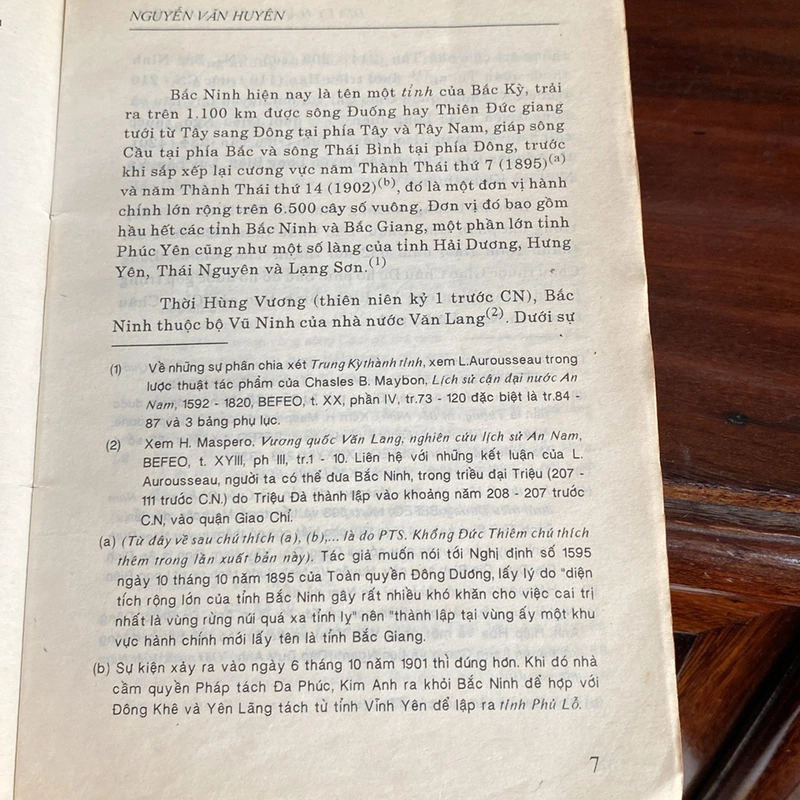 NGUYỄN VĂN HUYÊN
Bắc Ninh hiện nay là tên một tỉnh của Bắc Kỳ, trải
ra trên 1.100 km được sông Đuống hay Thiên Đức giang
tưới từ Tây sang Đông tại phía Tây và Tây Nam, giáp sông
Cầu tại phía Bắc và sông Thái Bình tại phía Đông, trước
khi sắp xếp lại cương vực năm Thành Thái thứ 7 (1895)(a)
và năm Thành Thái thứ 14 (1902)(b), đó là một đơn vị hành
chính lớn rộng trên 6.500 cây số vuông. Đơn vị đó bao gồm
hầu hết các tỉnh Bắc Ninh và Bắc Giang, một phần lớn tỉnh
Phúc Yên cũng như một số làng của tỉnh Hải Dương, Hưng
Yên, Thái Nguyên và Lạng Sơn.(1)
Thời Hùng Vương (thiên niên kỷ 1 trước CN), Bắc
Ninh thuộc bộ Vũ Ninh của nhà nước Văn Lang(2). Dưới sự
(1) Về những sự phân chia xét Trung Kỳ thành tỉnh, xem L.Aurousseau trong
lược thuật tác phẩm của Chasles B. Maybon, Lịch sử cận đại nước An
Nam, 1592 - 1820, BEFEO, t. XX, phần IV, tr.73 - 120 đặc biệt là tr.84 -
87 và 3 bảng phụ lục.
(2) Xem H. Maspero, Vương quốc Văn Lang, nghiên cứu lịch sử An Nam,
BEFEO, t. XYIII, ph III, tr.1 - 10. Liên hệ với những kết luận của L.
Aurousseau, người ta có thể đưa Bắc Ninh, trong triều đại Triệu (207 -
111 trước C.N.) do Triệu Đà thành lập vào khoảng năm 208 - 207 trước
C.N, vào quận Giao Chỉ.
(a) (Từ đây về sau chú thích (a), (b),... là do PTS. Khổng Đức Thiêm chú thích
thêm trong lần xuất bản này). Tác giả muốn nói tới Nghị định số 1595
ngày 10 tháng 10 năm 1895 của Toàn quyền Đông Dương, lấy lý do "diện
tích rộng lớn của tỉnh Bắc Ninh gây rất nhiều khó khăn cho việc cai trị
nhất là vùng rừng núi quá xa tỉnh lỵ" nên "thành lập tại vùng ấy một khu
vực hành chính mới lấy tên là tỉnh Bắc Giang.
(b) Sự kiện xảy ra vào ngày 6 tháng 10 năm 1901 thì đúng hơn. Khi đó nhà
cầm quyền Pháp tách Đa Phúc, Kim Anh ra khỏi Bắc Ninh để hợp với
Đông Khê và Yên Lãng tách từ tỉnh Vĩnh Yên để lập ra tỉnh Phù Lỗ.
7